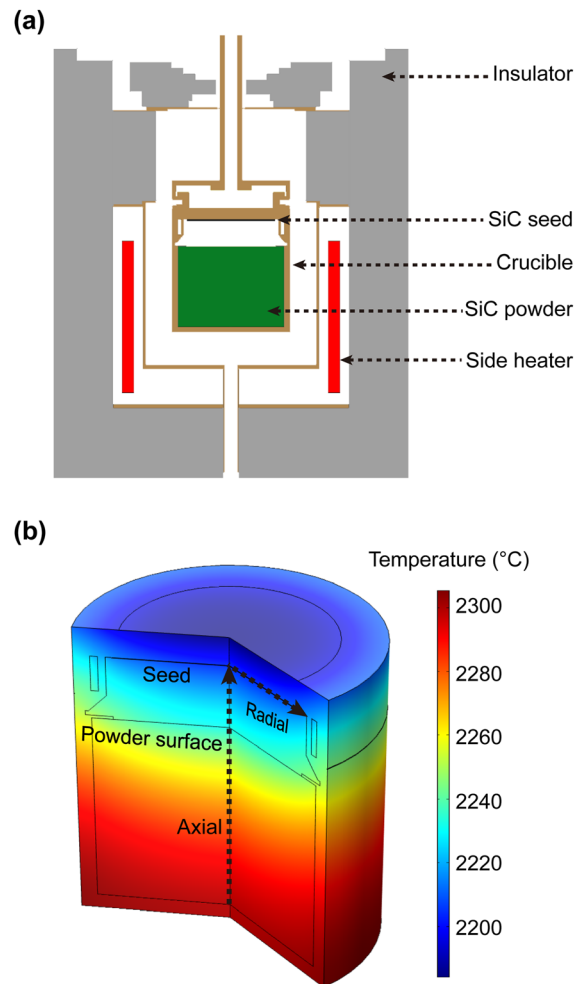 (a)
Insulator
SiC seed
Crucible
SiC powder
Side heater
(b)
Temperature (°C)
Seed
Radial
Powder surface
Axial
2300
2280
2260
2240
2220
2200